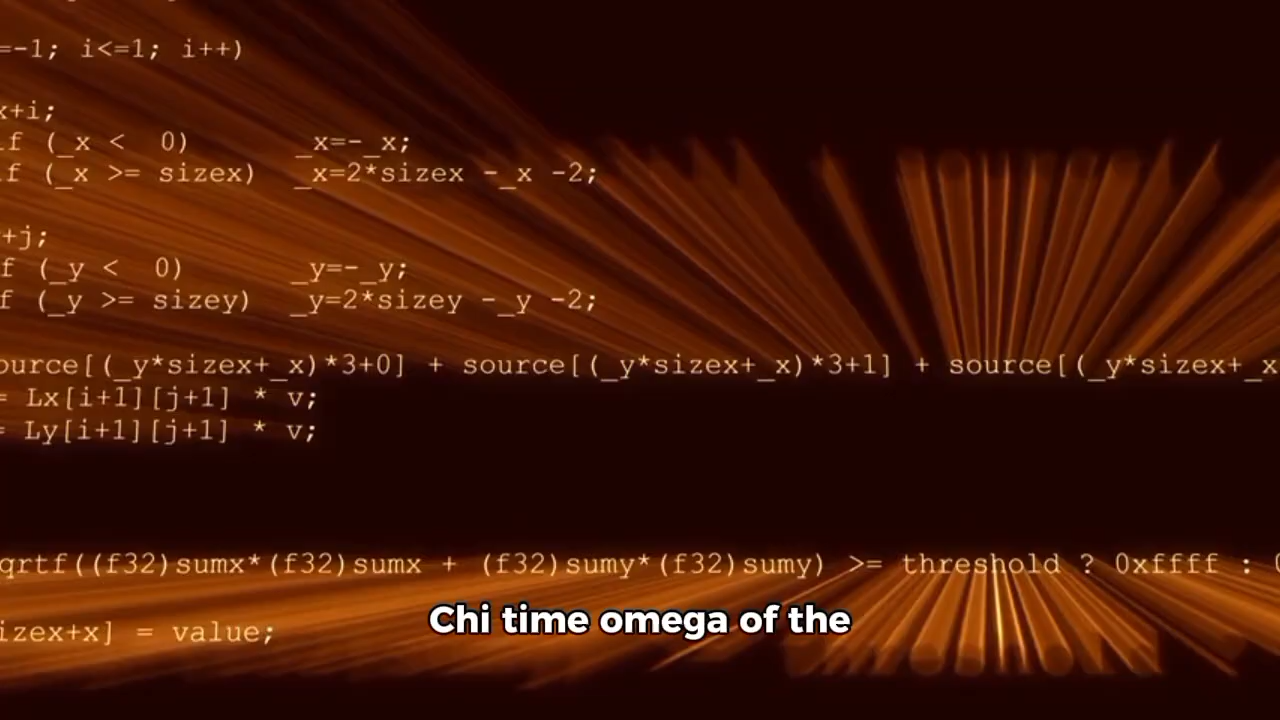 =-1; i<=1; i++)
x+i;
if (_x <  0)       _x=-_x;
if (_x >= sizex)  _x=2*sizex -_x -2;
+j;
f (_y <  0)       _y=-_y;
f (_y >= sizey)  _y=2*sizey -_y -2;
ource[(_y*sizex+_x)*3+0] + source[(_y*sizex+_x)*3+1] + source[(_y*sizex+_x
= Lx[i+1][j+1] * v;
= Ly[i+1][j+1] * v;
qrtf((f32)sumx*(f32)sumx + (f32)sumy*(f32)sumy) >= threshold ? 0xffff : 0
Chi time omega of the
izex+x] = value;